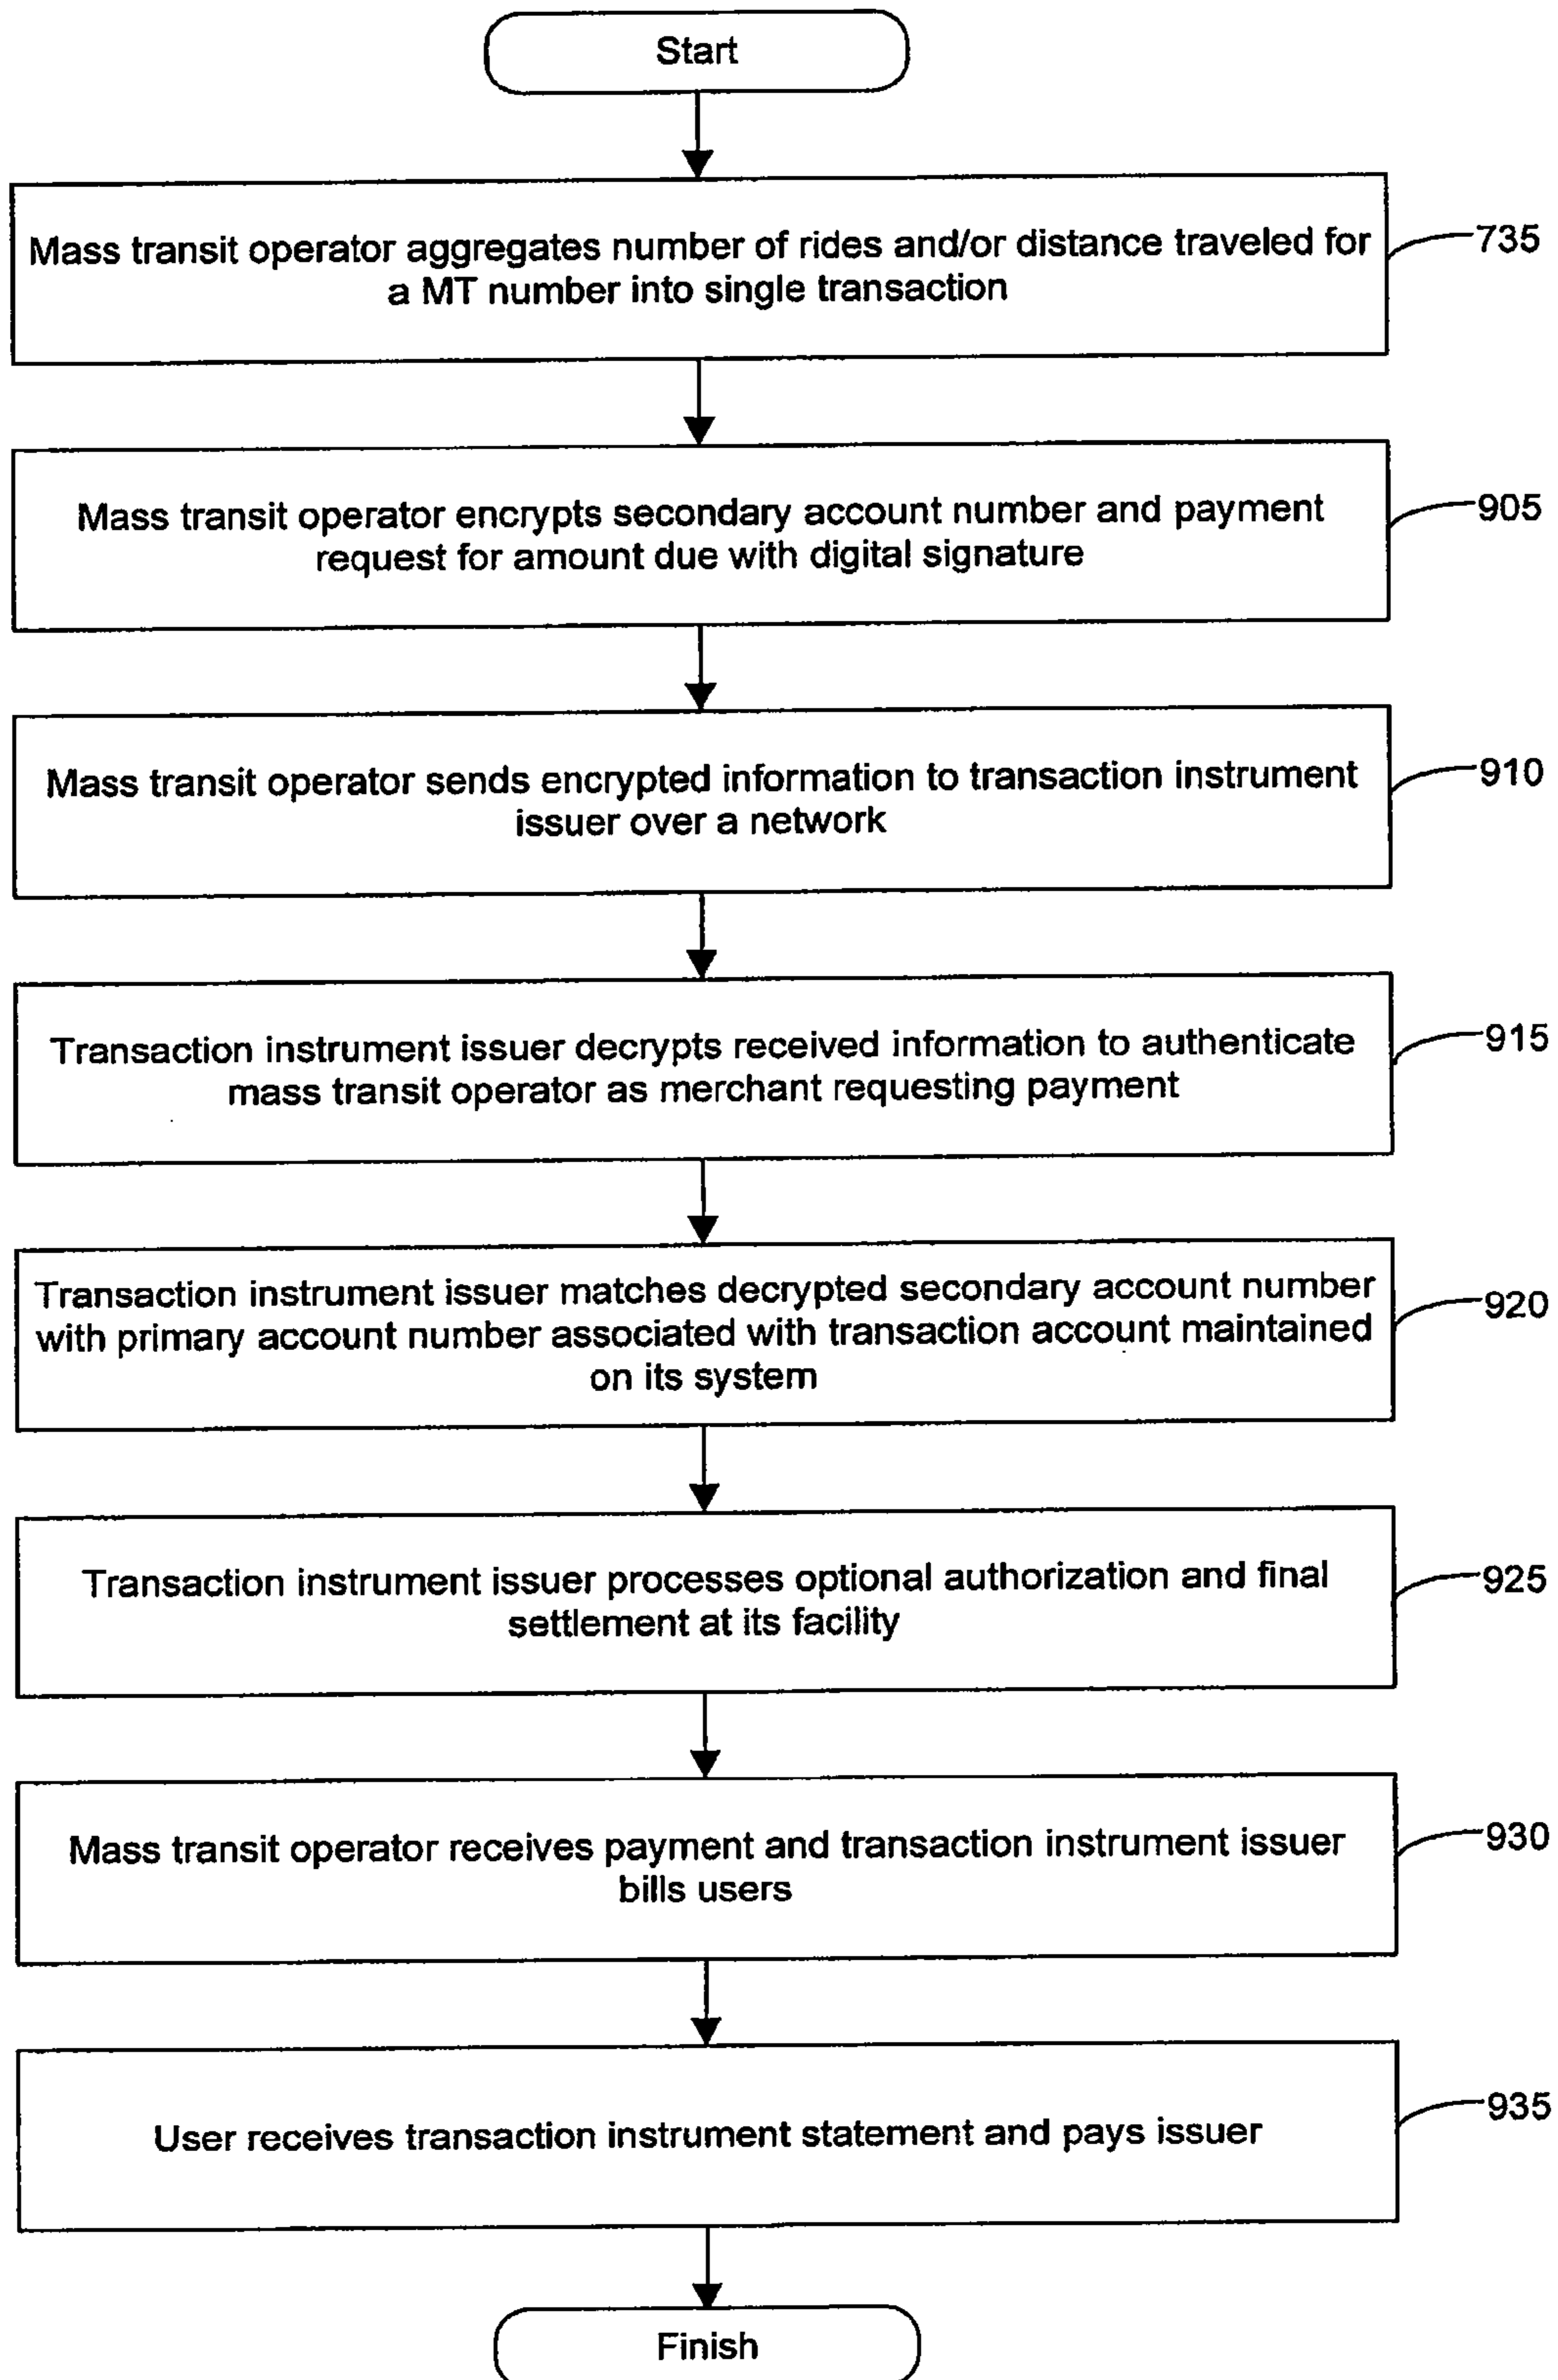 Start
Mass transit operator aggregates number of rides and/or distance traveled for
a MT number into single transaction
735
Mass transit operator encrypts secondary account number and payment
request for amount due with digital signature
905
Mass transit operator sends encrypted information to transaction instrument
issuer over a network
910
Transaction instrument issuer decrypts received information to authenticate
mass transit operator as merchant requesting payment
915
Transaction instrument issuer matches decrypted secondary account number
with primary account number associated with transaction account maintained
on its system
920
Transaction instrument issuer processes optional authorization and final
settlement at its facility
925
Mass transit operator receives payment and transaction instrument issuer
bills users
930
User receives transaction instrument statement and pays issuer
935
Finish